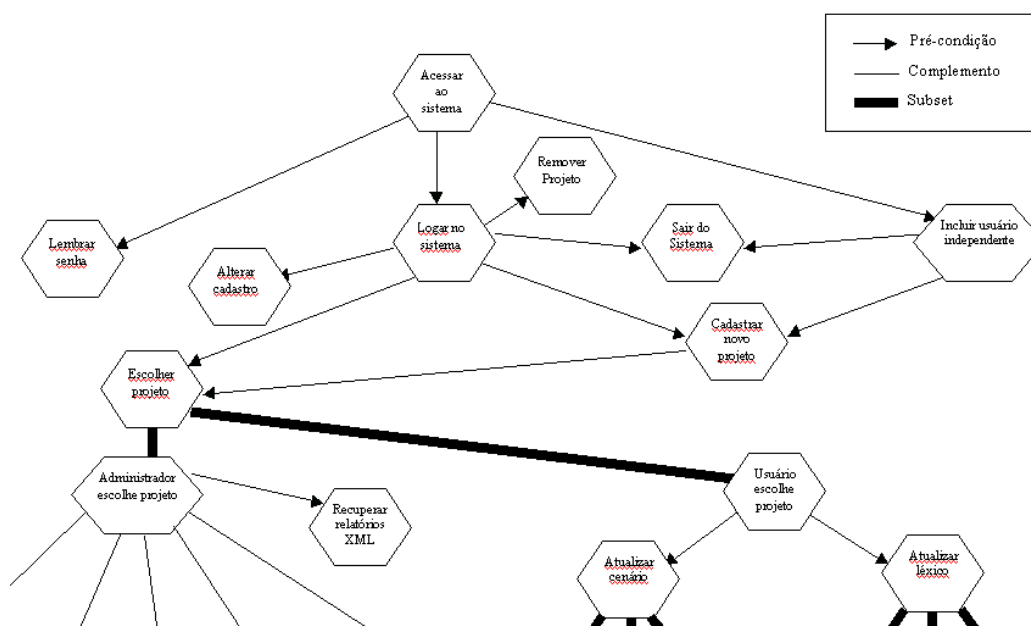 Pré-condição
Complemento
Subset
Acessar
ao
sistema
Remover
Projeto
Lembrar
senha
Logar no
sistema
Sair do
Sistema
Incluir usuário
independente
Alterar
cadastro
Cadastrar
novo
projeto
Escolher
projeto
Administrador
escolhe projeto
Usuário
escolhe
projeto
Recuperar
relatórios
XML
Atualizar
cenário
Atualizar
léxico